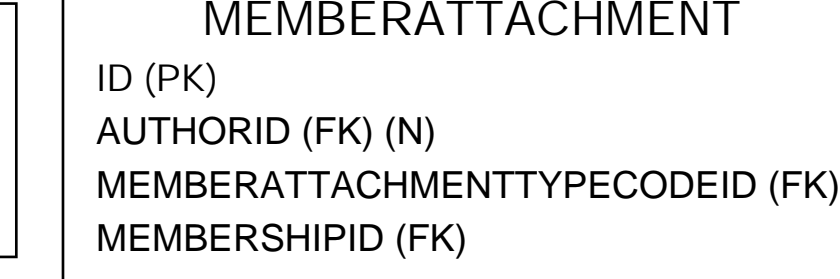 MEMBERATTACHMENT
ID (PK)
AUTHORID (FK) (N)
MEMBERATTACHMENTTYPECODEID (FK)
MEMBERSHIPID (FK)